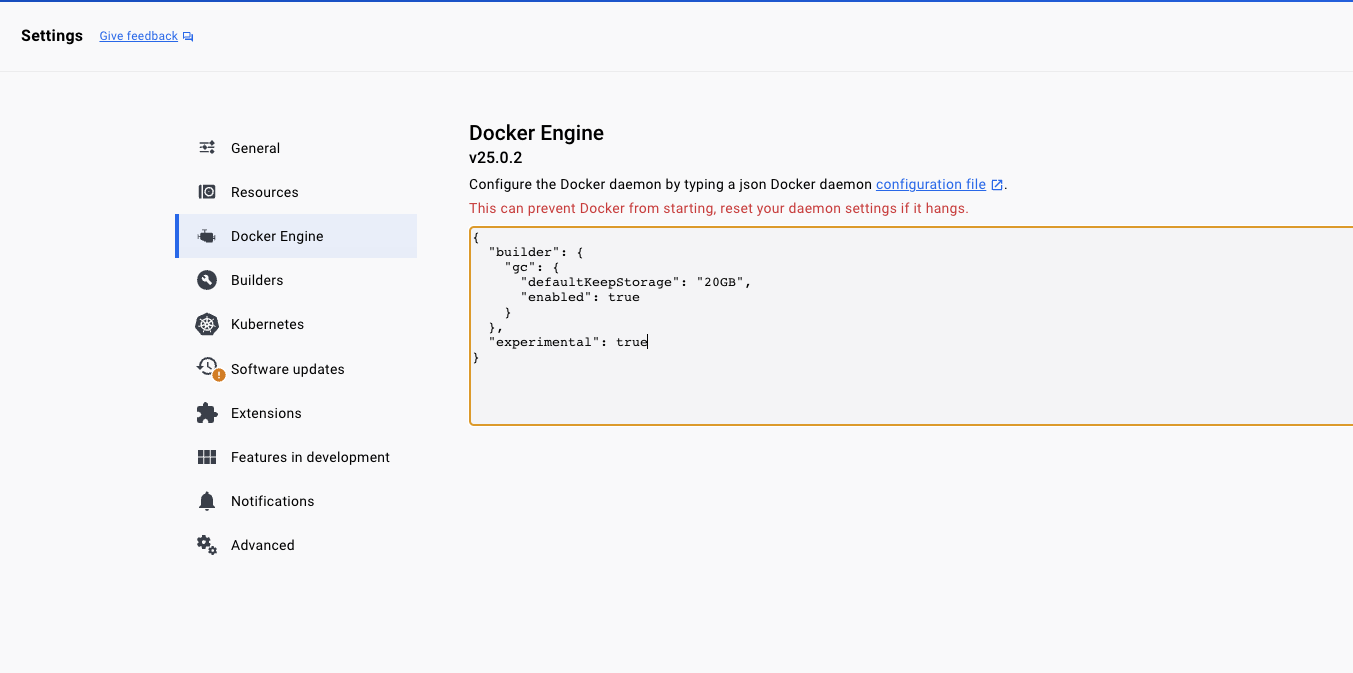 Settings Give feedback
General
Resources
Docker Engine
Builders
Kubernetes
Software updates
Extensions
Features in development
Notifications
Advanced
Docker Engine
v25.0.2
Configure the Docker daemon by typing a json Docker daemon configuration file.
This can prevent Docker from starting, reset your daemon settings if it hangs.
{
  "builder": {
    "gc": {
      "defaultKeepStorage": "20GB",
      "enabled": true
    }
  },
  "experimental": true
}